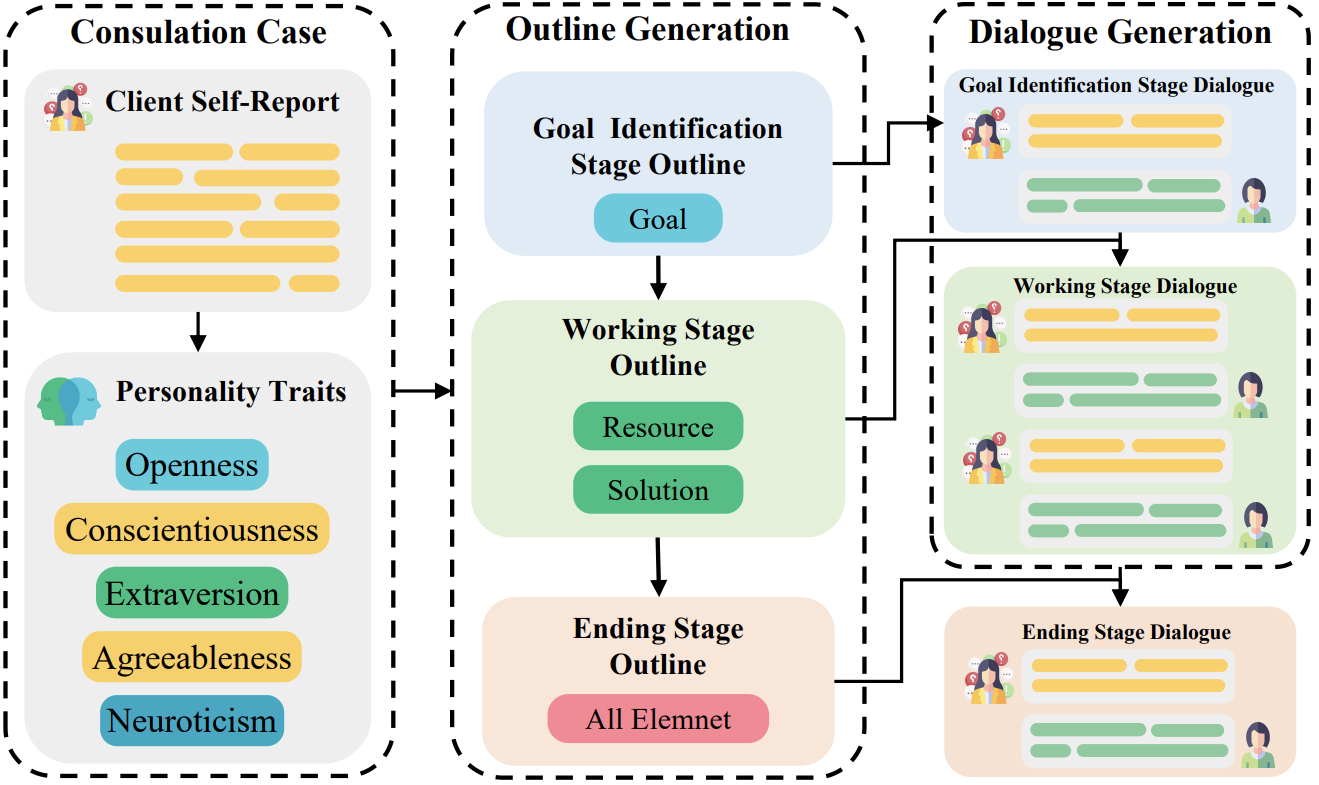 Consulation Case
Client Self-Report
Personality Traits
Openness
Conscientiousness
Extraversion
Agreeableness
Neuroticism
Outline Generation
Goal Identification
Stage Outline
Goal
Working Stage
Outline
Resource
Solution
Ending Stage
Outline
All Elemnet
Dialogue Generation
Goal Identification Stage Dialogue
Working Stage Dialogue
Ending Stage Dialogue